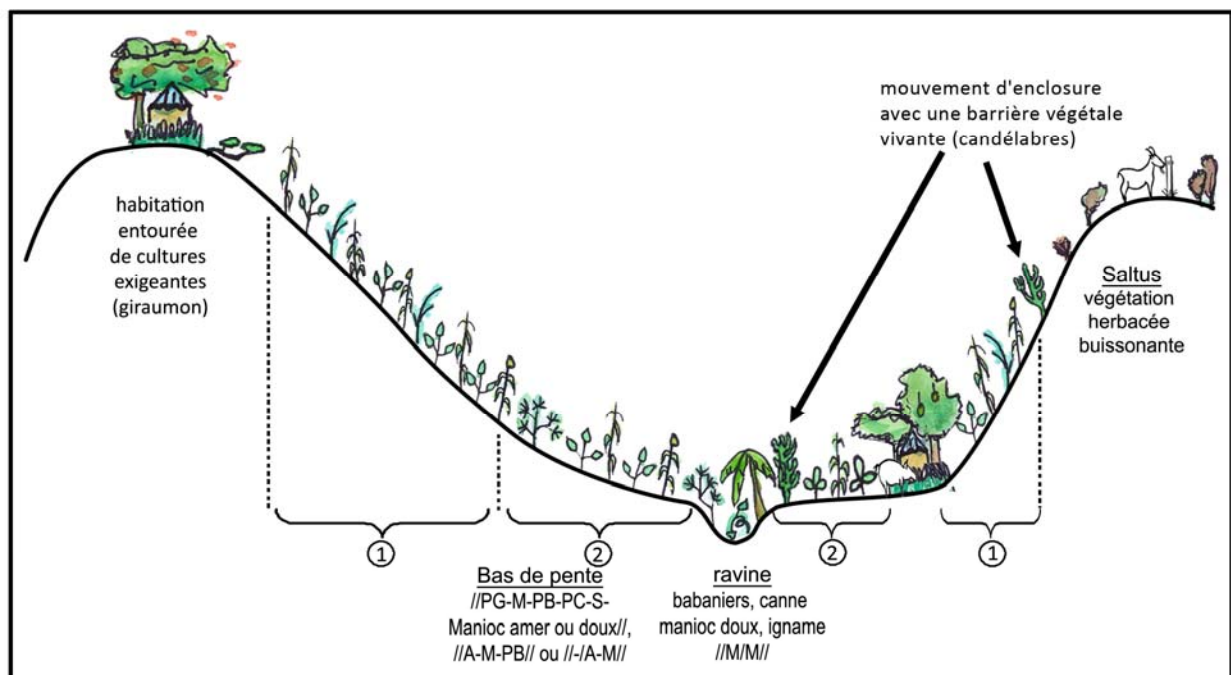 mouvement d'enclosure
avec une barrière végétale
vivante (candélabres)
habitation
entourée
de cultures
exigeantes
(giraumon)
Saltus
végétation
herbacée
buissonante
1
2
2
1
Bas de pente
//PG-M-PB-PC-S-
Manioc amer ou doux//,
//A-M-PB// ou //-/A-M//
ravine
babaniers, canne
manioc doux, igname
//M/M//